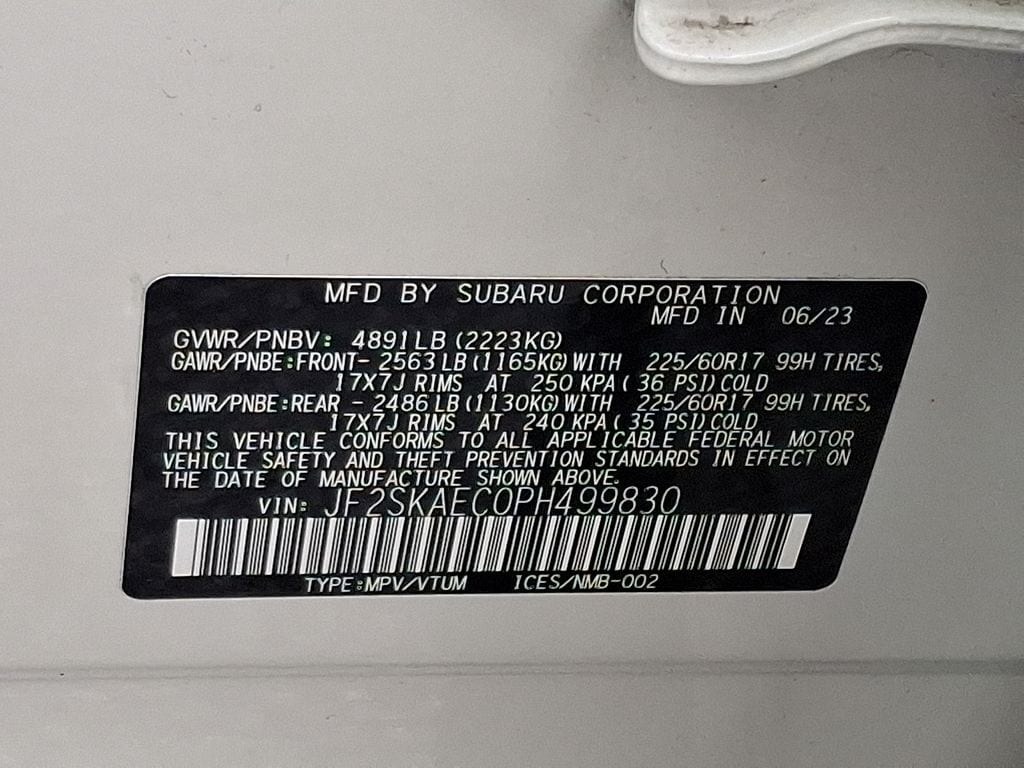 MFD BY SUBARU CORPORATION
MFD IN 06/23
GVWR/PNBV: 4891LB (2223KG)
GAWR/PNBE:FRONT- 2563 LB (1165KG) WITH 225/60R17 99H TIRES,
17X7J RIMS AT 250 KPA ( 36 PSI) COLD
GAWR/PNBE:REAR - 2486 LB (1130KG) WITH 225/60R17 99H TIRES,
17X7J RIMS AT 240 KPA ( 35 PSI) COLD
THIS VEHICLE CONFORMS TO ALL APPLICABLE FEDERAL MOTOR
VEHICLE SAFETY AND THEFT PREVENTION STANDARDS IN EFFECT ON
THE DATE OF MANUFACTURE SHOWN ABOVE.
VIN: JF2SKAEC0PH499830
TYPE:MPV/VTUM ICES/NMB-002